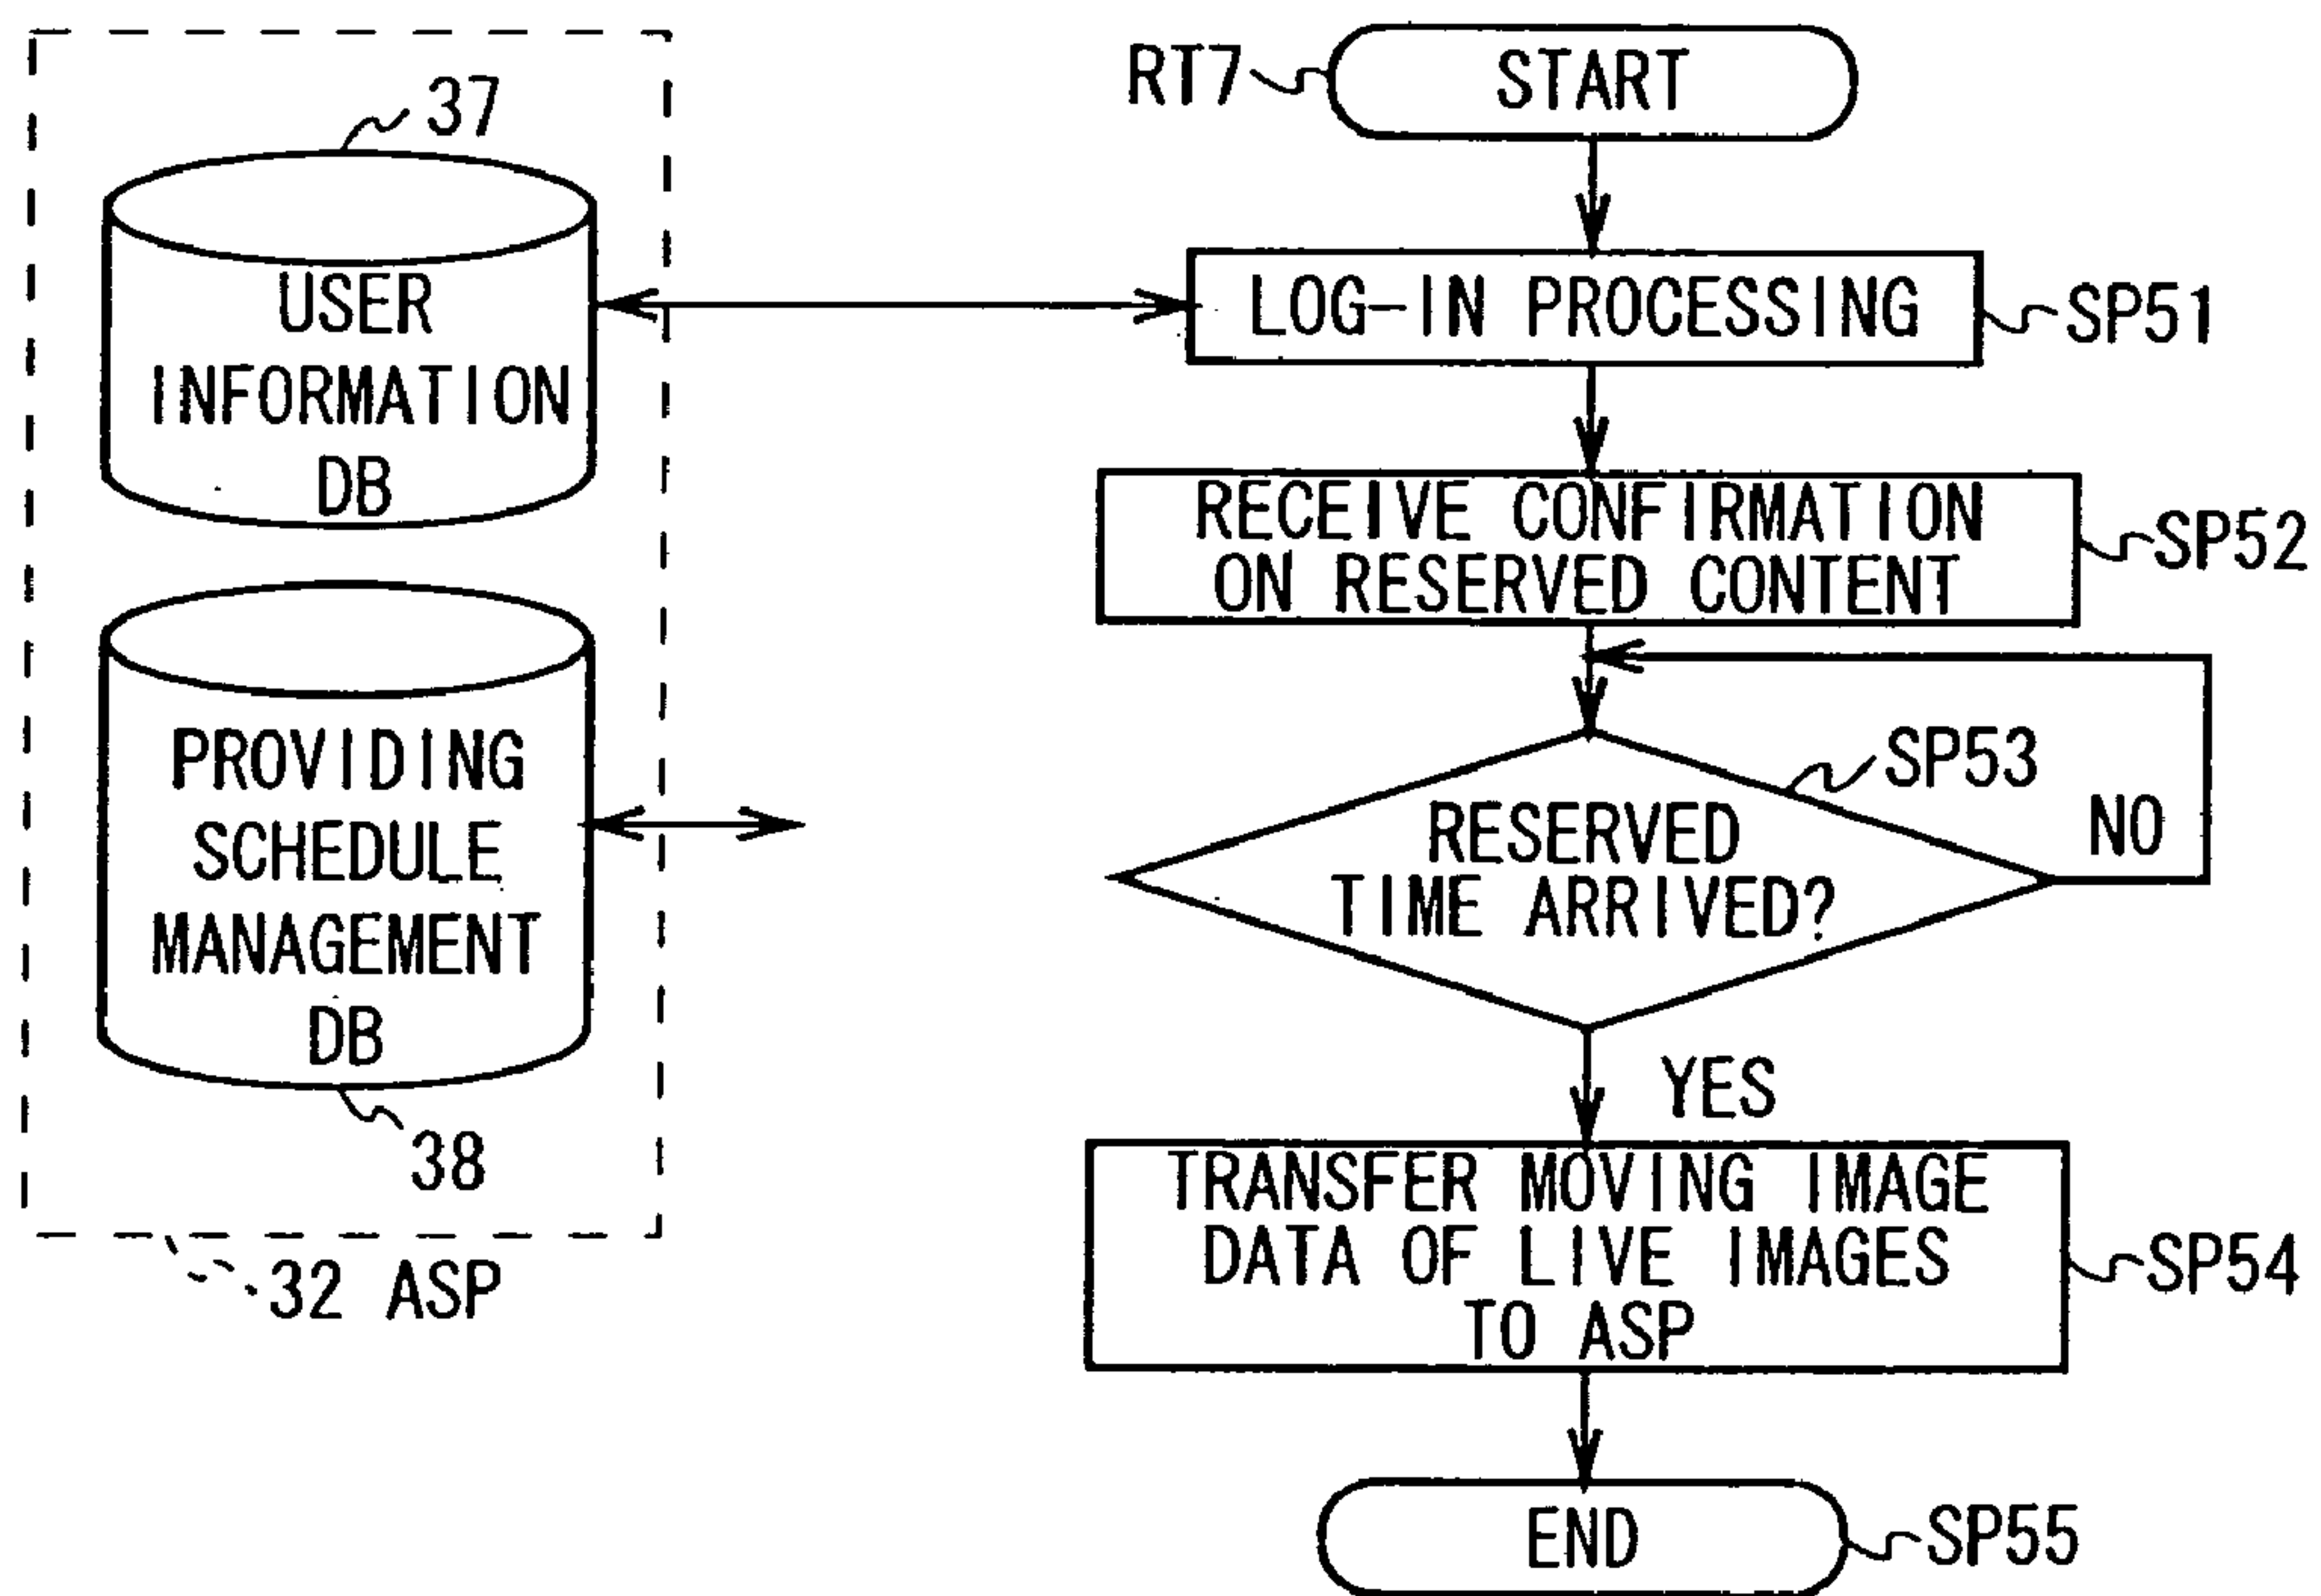 37
USER
INFORMATION
DB
PROVIDING
SCHEDULE
MANAGEMENT
DB
38
32 ASP
RT7
START
LOG-IN PROCESSING
SP51
RECEIVE CONFIRMATION
ON RESERVED CONTENT
SP52
SP53
RESERVED
TIME ARRIVED?
NO
YES
TRANSFER MOVING IMAGE
DATA OF LIVE IMAGES
TO ASP
SP54
END
SP55